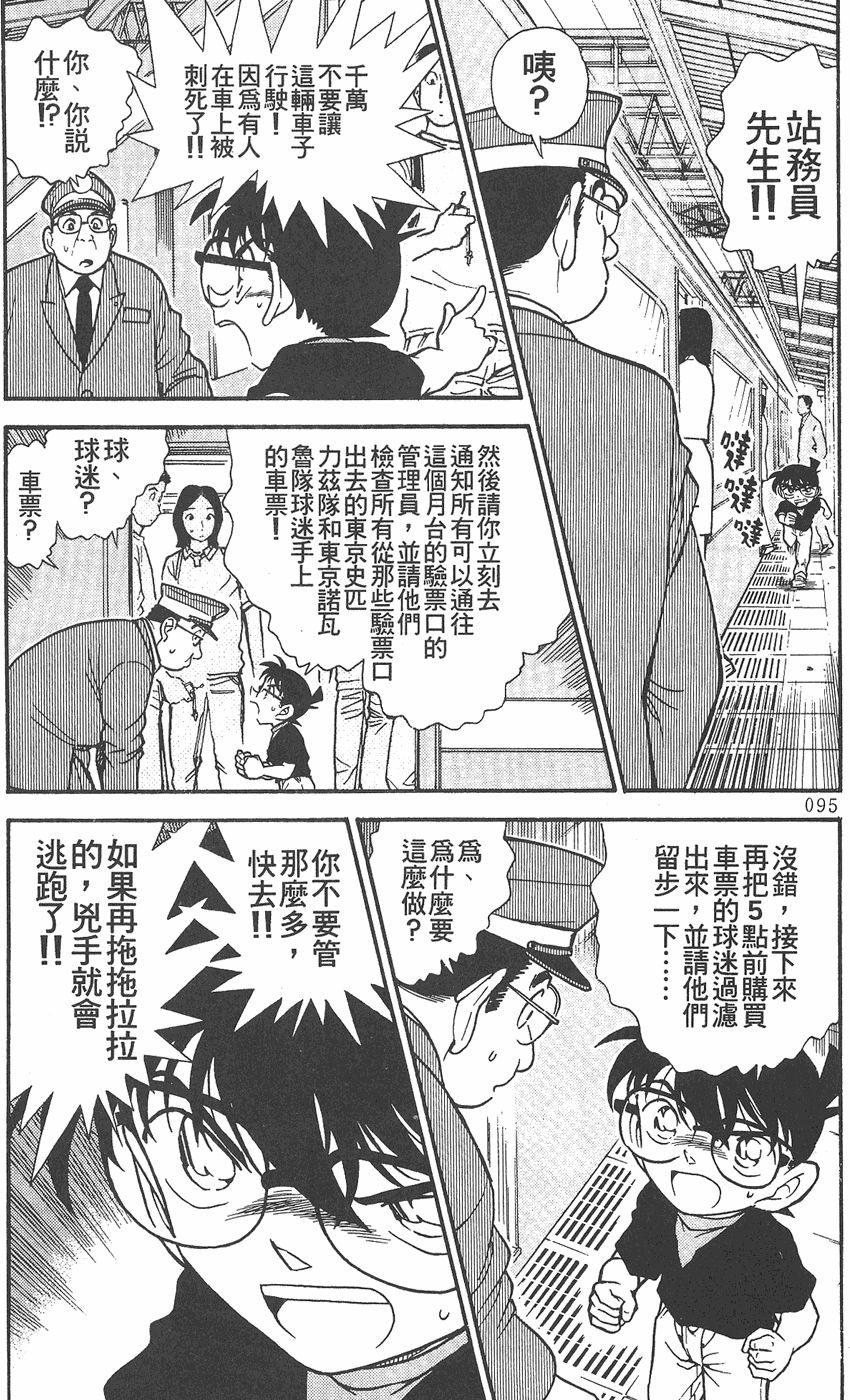 站務員
先生!!
咦?
噠
噠
噠
千萬
不要讓
這輛車子
行駛!
因為有人
在車上被
刺死了!!
你、你說
什麼!?
然後請你立刻去
通知所有可以通往
這個月台的驗票口的
管理員,並請他們
檢查所有從那些驗票口
出去的東京史匹
力茲隊和東京諾瓦
魯隊球迷手上
的車票!
球、
球迷?
車票?
095
沒錯,接下來
再把5點前購買
車票的球迷過濾
出來,並請他們
留步一下……
為、
為什麼要
這麼做?
你不要管
那麼多,
快去!!
如果再拖拖拉拉
的,兇手就會
逃跑了!!